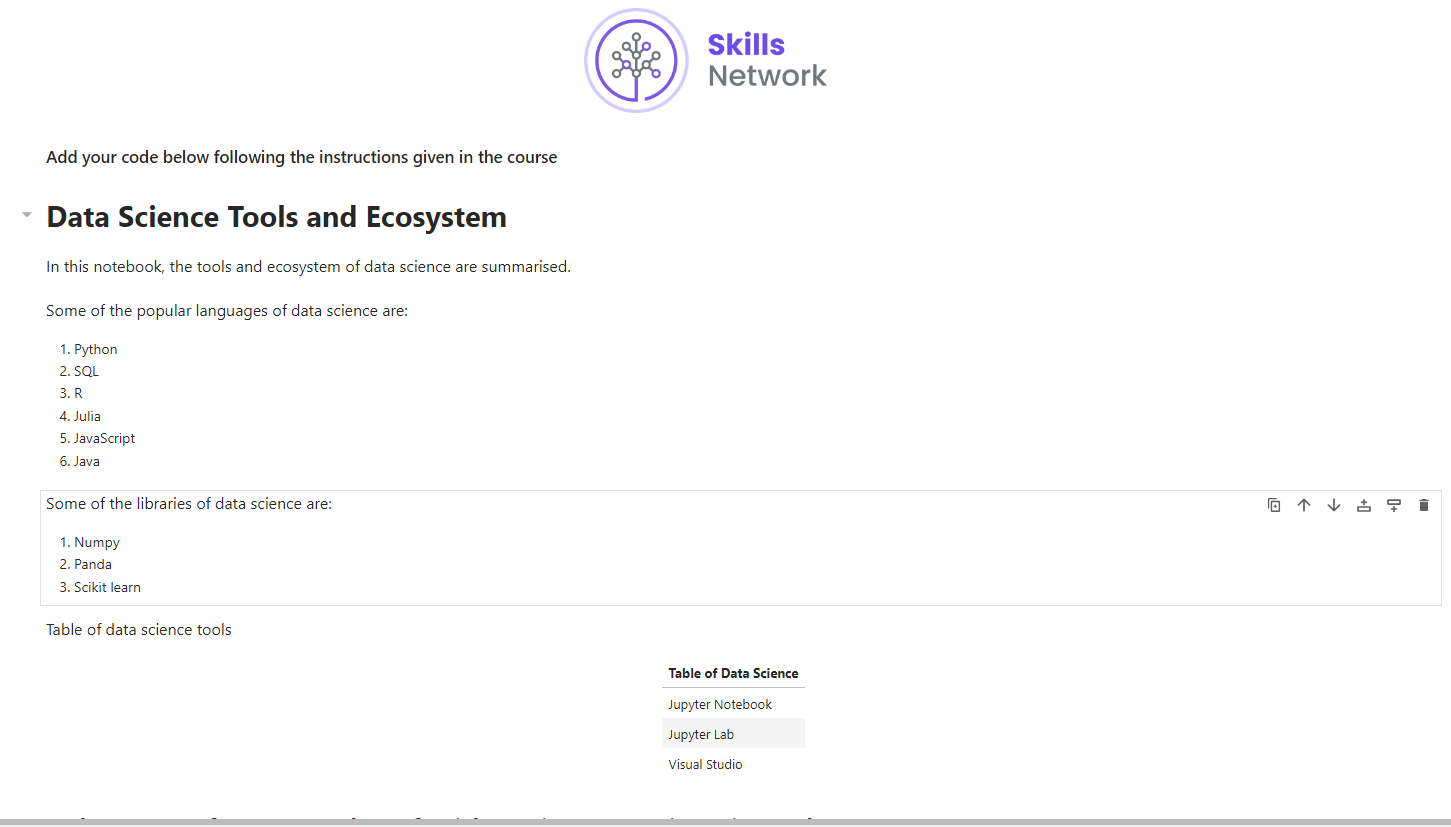 Skills
Network
Add your code below following the instructions given in the course
Data Science Tools and Ecosystem
In this notebook, the tools and ecosystem of data science are summarised.
Some of the popular languages of data science are:
1. Python
2. SQL
3. R
4. Julia
5. JavaScript
6. Java
Some of the libraries of data science are:
1. Numpy
2. Panda
3. Scikit learn
Table of data science tools
Table of Data Science
Jupyter Notebook
Jupyter Lab
Visual Studio